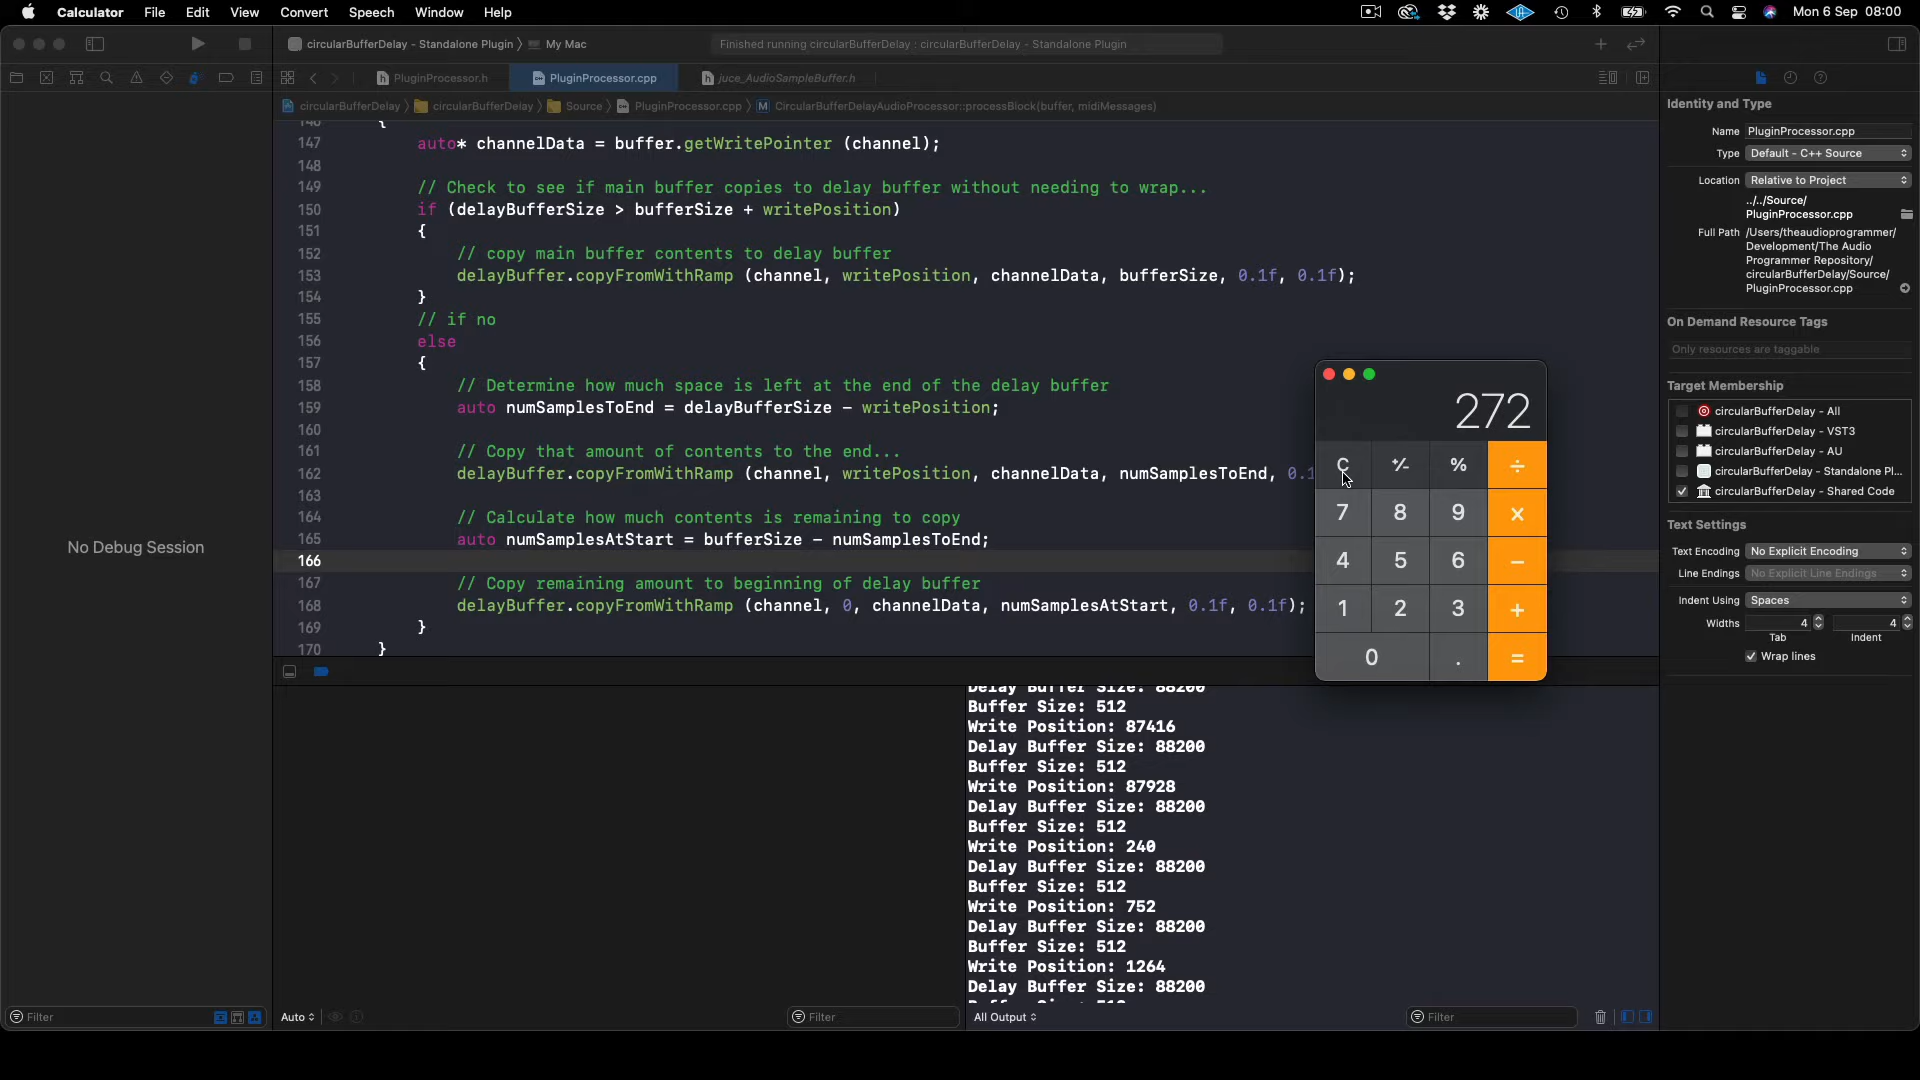 Calculator File Edit View Convert Speech Window Help Mon 6 Sep 08:00
circularBufferDelay - Standalone Plugin 〉 My Mac
Finished running circularBufferDelay : circularBufferDelay - Standalone Plugin
PluginProcessor.h PluginProcessor.cpp juce_AudioSampleBuffer.h
circularBufferDelay 〉 circularBufferDelay 〉 Source 〉 PluginProcessor.cpp 〉 M CircularBufferDelayAudioProcessor::processBlock(buffer, midiMessages)
146 {
147 auto* channelData = buffer.getWritePointer (channel);
148
149 // Check to see if main buffer copies to delay buffer without needing to wrap...
150 if (delayBufferSize > bufferSize + writePosition)
151 {
152 // copy main buffer contents to delay buffer
153 delayBuffer.copyFromWithRamp (channel, writePosition, channelData, bufferSize, 0.1f, 0.1f);
154 }
155 // if no
156 else
157 {
158 // Determine how much space is left at the end of the delay buffer
159 auto numSamplesToEnd = delayBufferSize - writePosition;
160
161 // Copy that amount of contents to the end...
162 delayBuffer.copyFromWithRamp (channel, writePosition, channelData, numSamplesToEnd, 0.1
163
164 // Calculate how much contents is remaining to copy
165 auto numSamplesAtStart = bufferSize - numSamplesToEnd;
166
167 // Copy remaining amount to beginning of delay buffer
168 delayBuffer.copyFromWithRamp (channel, 0, channelData, numSamplesAtStart, 0.1f, 0.1f);
169 }
170 }
No Debug Session
272
C +⁄- % ÷
7 8 9 ×
4 5 6 −
1 2 3 +
0 . =
Delay Buffer Size: 88200
Buffer Size: 512
Write Position: 87416
Delay Buffer Size: 88200
Buffer Size: 512
Write Position: 87928
Delay Buffer Size: 88200
Buffer Size: 512
Write Position: 240
Delay Buffer Size: 88200
Buffer Size: 512
Write Position: 752
Delay Buffer Size: 88200
Buffer Size: 512
Write Position: 1264
Delay Buffer Size: 88200
Filter
Auto
Filter
All Output
Filter
Identity and Type
Name PluginProcessor.cpp
Type Default - C++ Source
Location Relative to Project
../../Source/
PluginProcessor.cpp
Full Path /Users/theaudioprogrammer/
Development/The Audio
Programmer Repository/
circularBufferDelay/Source/
PluginProcessor.cpp
On Demand Resource Tags
Only resources are taggable
Target Membership
circularBufferDelay - All
circularBufferDelay - VST3
circularBufferDelay - AU
circularBufferDelay - Standalone Pl...
circularBufferDelay - Shared Code
Text Settings
Text Encoding No Explicit Encoding
Line Endings No Explicit Line Endings
Indent Using Spaces
Widths 4 4
Tab Indent
Wrap lines